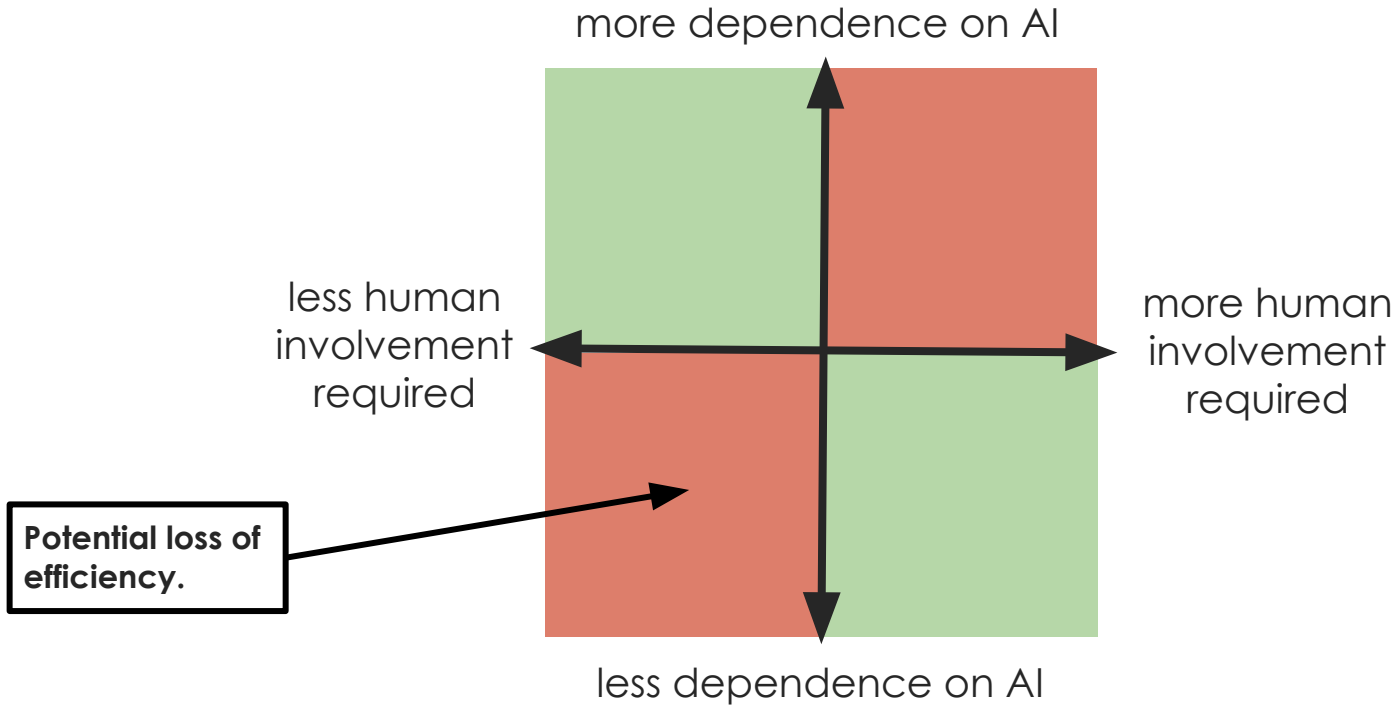 more dependence on AI
less human
involvement
required
more human
involvement
required
Potential loss of
efficiency.
less dependence on AI